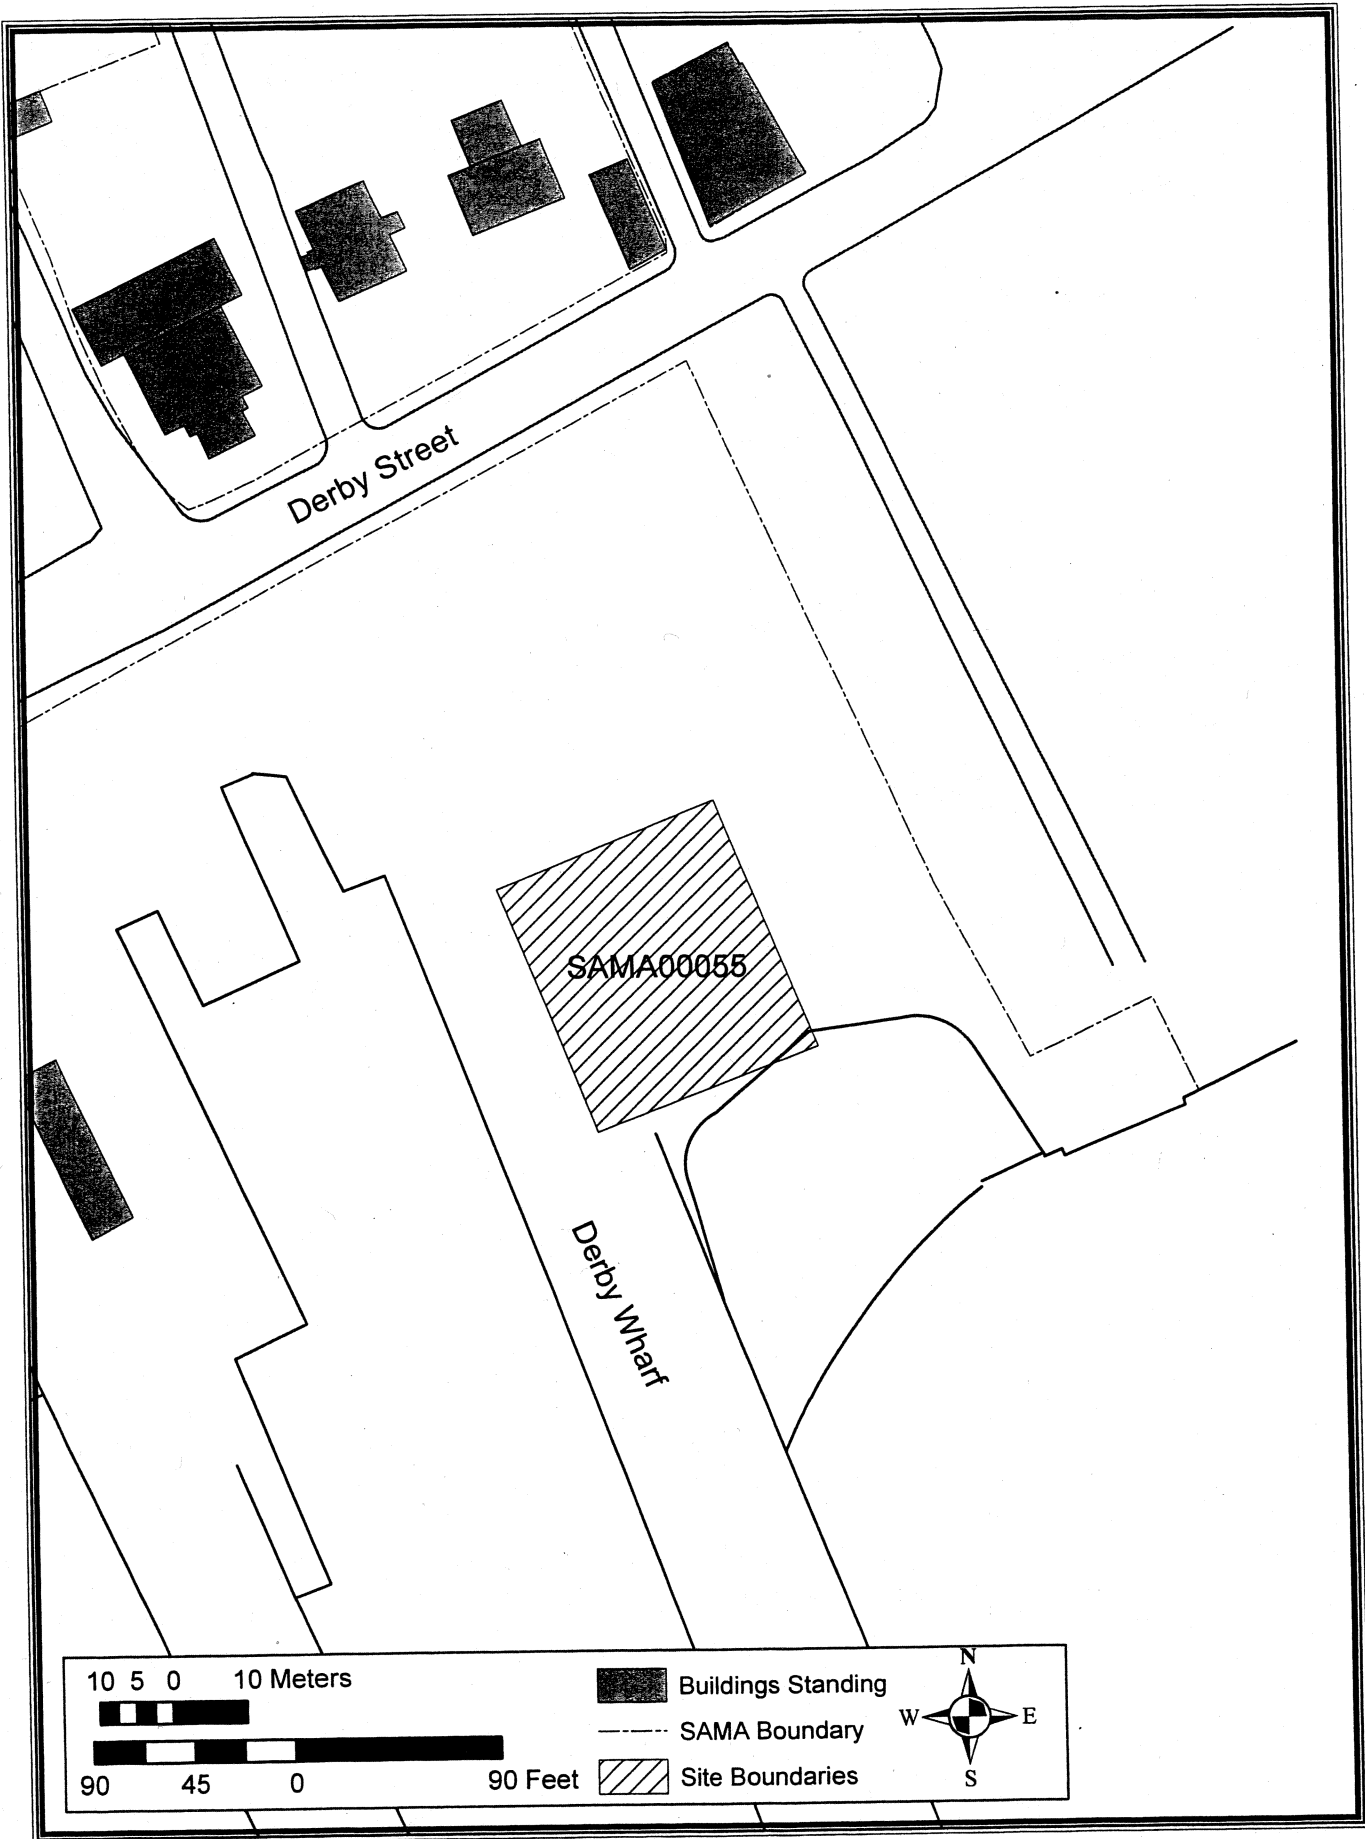 Derby Street
SAMA00055
Derby Wharf
10 5 0 10 Meters
90 45 0 90 Feet
Buildings Standing
SAMA Boundary
Site Boundaries
N
W E
S